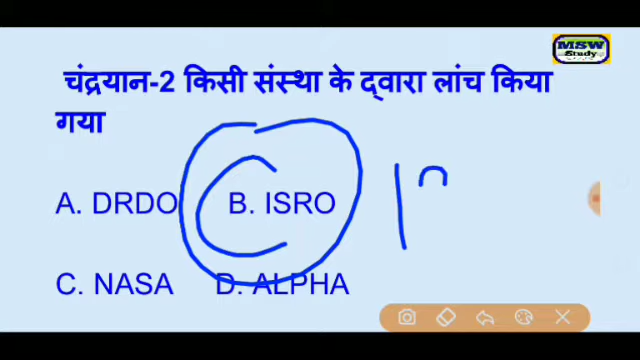 MSW
Study
चंद्रयान-2 किसी संस्था के द्वारा लांच किया
गया
A. DRDO B. ISRO
C. NASA D. ALPHA